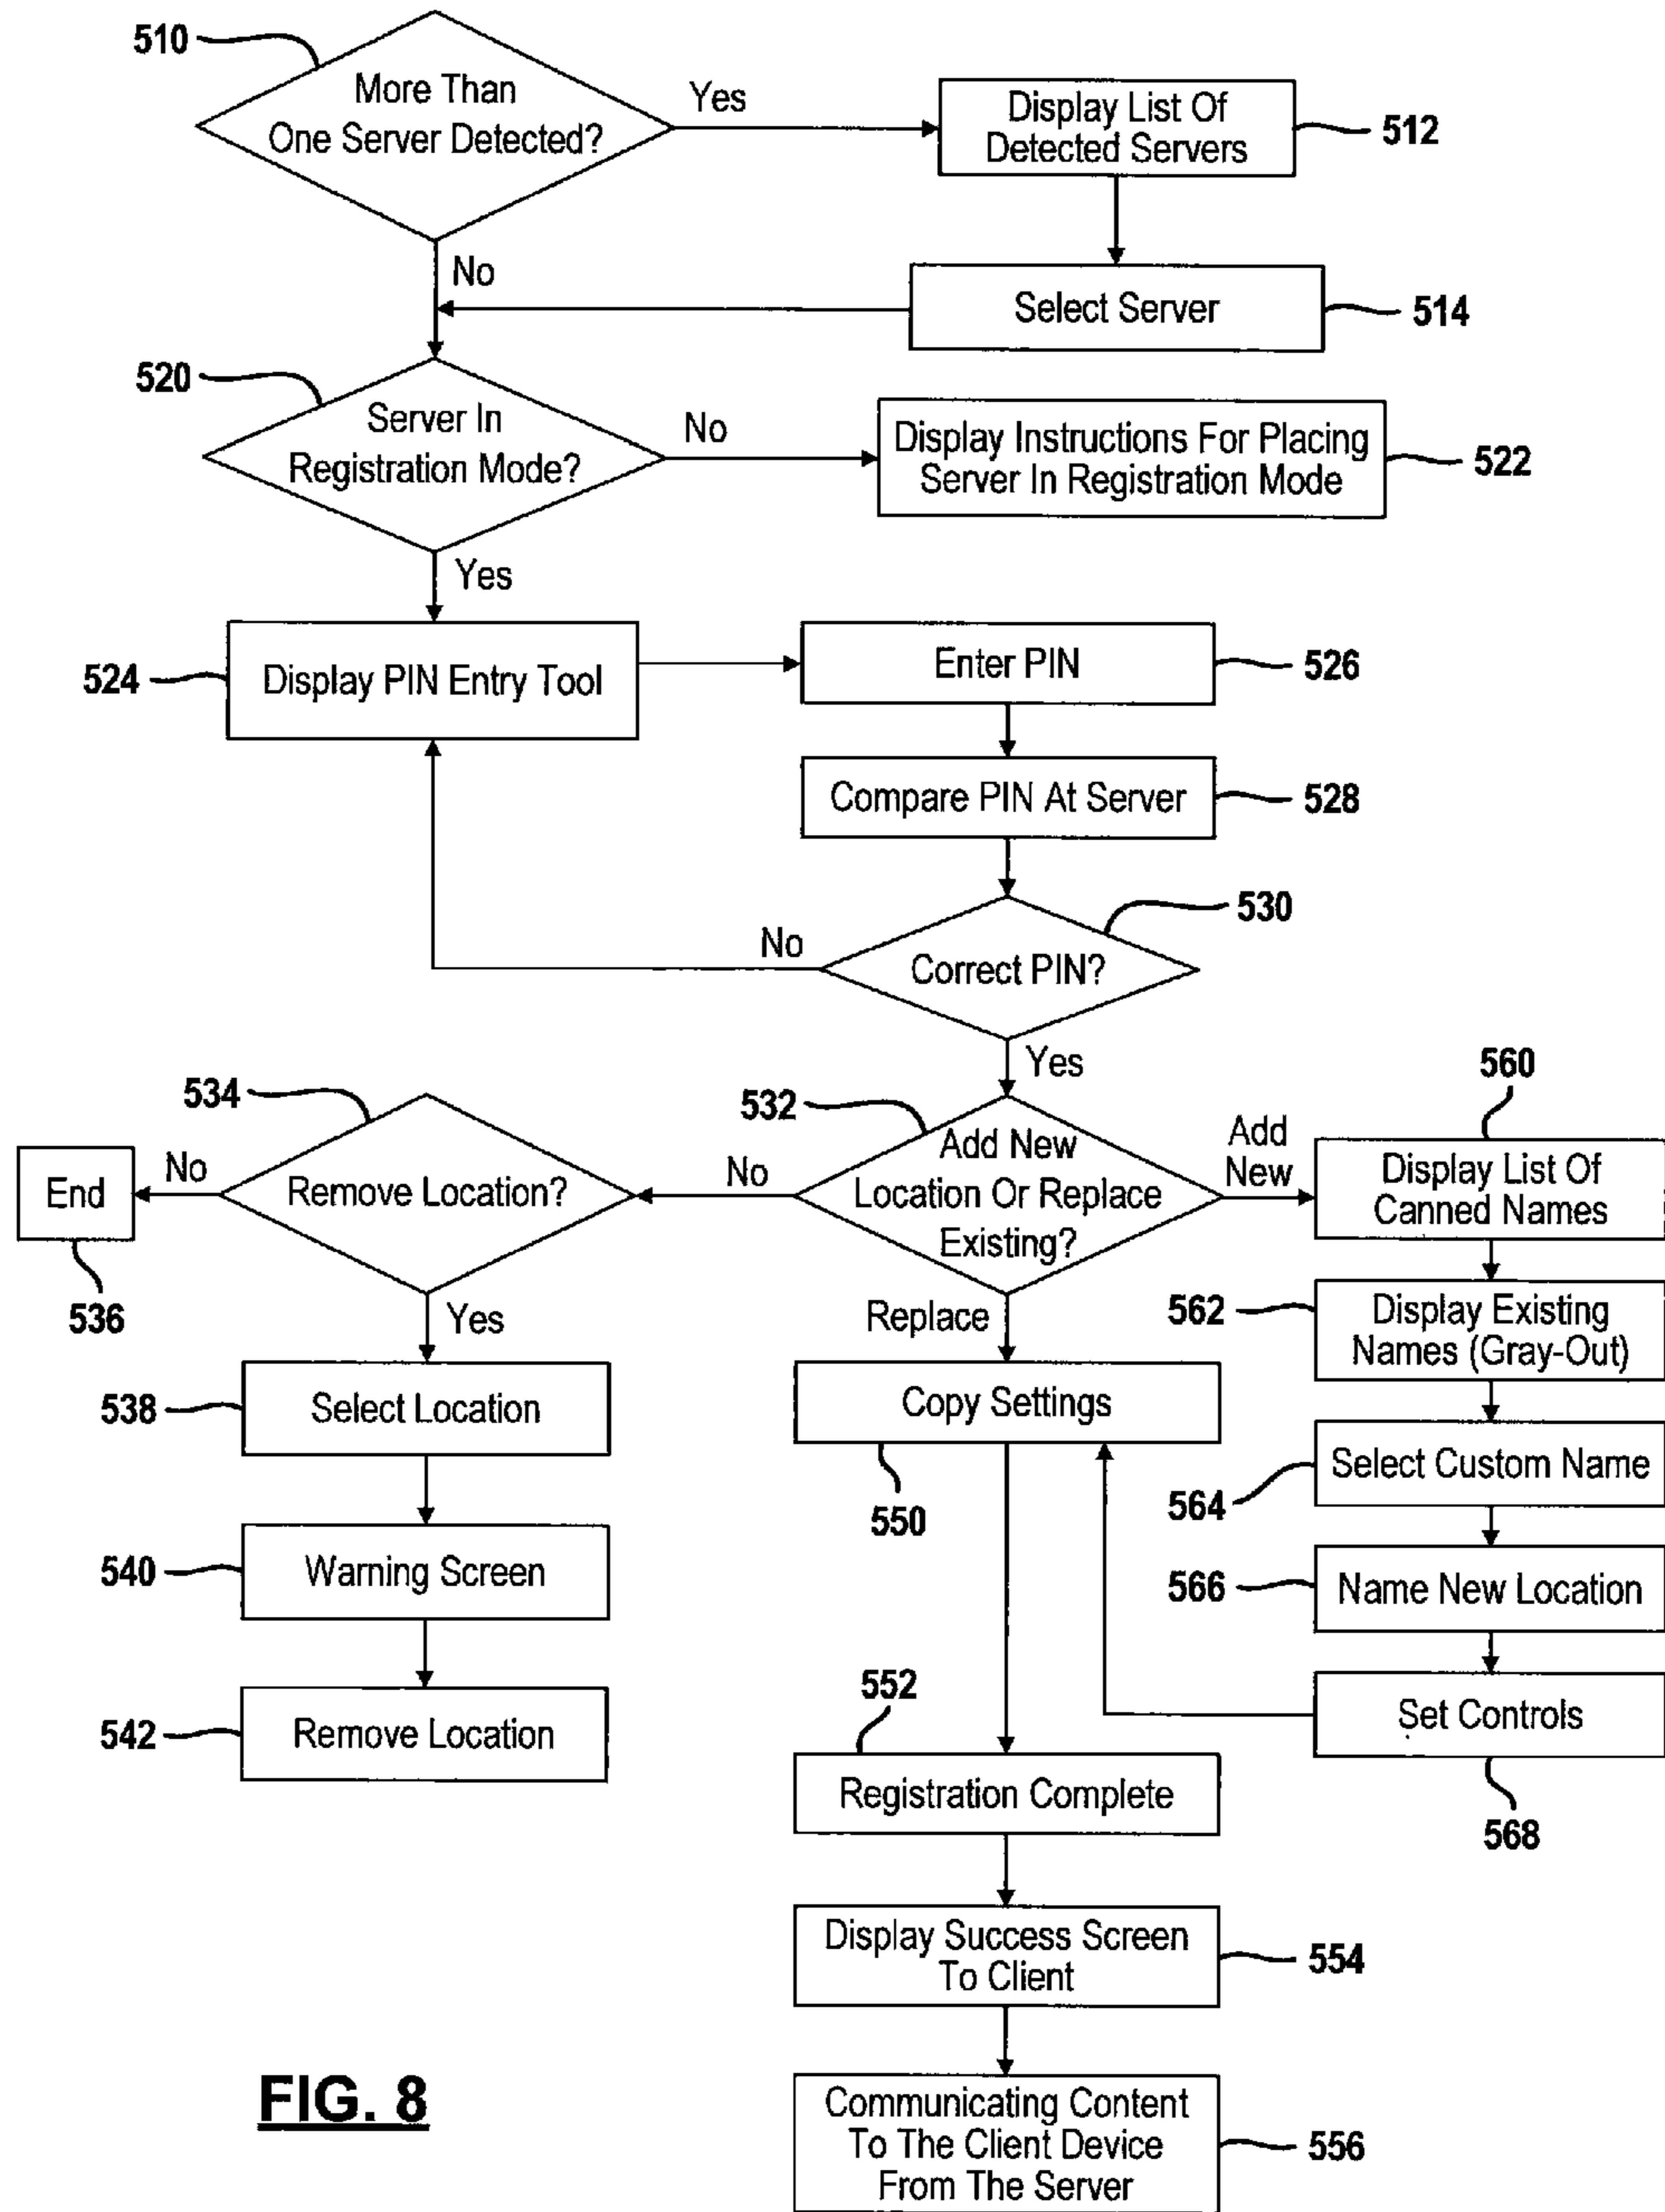 510
More Than
One Server Detected?
Yes
Display List Of
Detected Servers
512
No
Select Server
514
520
Server In
Registration Mode?
No
Display Instructions For Placing
Server In Registration Mode
522
Yes
524
Display PIN Entry Tool
Enter PIN
526
Compare PIN At Server
528
530
No
Correct PIN?
Yes
534
532
560
End
No
Remove Location?
No
Add New
Location Or Replace
Existing?
Add
New
Display List Of
Canned Names
536
Yes
Replace
562
Display Existing
Names (Gray-Out)
538
Select Location
Copy Settings
550
564
Select Custom Name
540
Warning Screen
566
Name New Location
542
Remove Location
552
Set Controls
568
Registration Complete
Display Success Screen
To Client
554
FIG. 8
Communicating Content
To The Client Device
From The Server
556